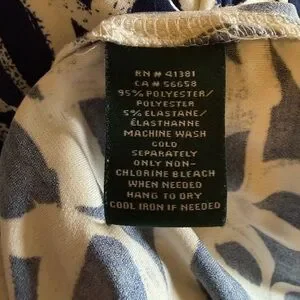 RN # 41381
CA # 56658
95% POLYESTER/
POLYESTER
5% ELASTANE/
ÉLASTHANNE
MACHINE WASH
COLD
SEPARATELY
ONLY NON-
CHLORINE BLEACH
WHEN NEEDED
HANG TO DRY
COOL IRON IF NEEDED